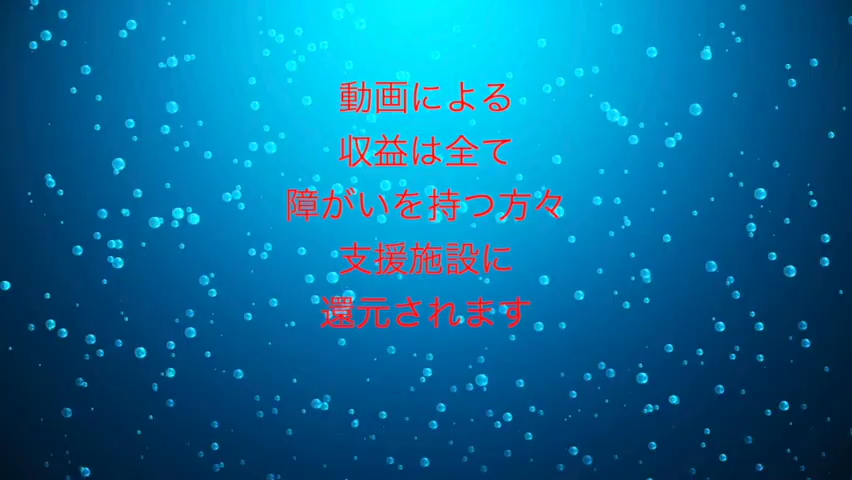 動画による
収益は全て
障がいを持つ方々
支援施設に
還元されます